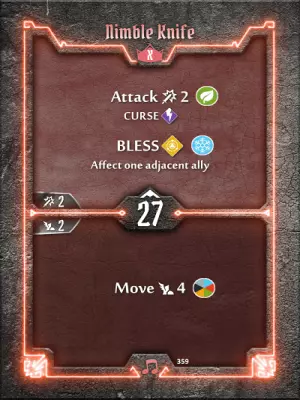 Nimble Knife
X
Attack 2
CURSE
BLESS
Affect one adjacent ally
2
27
2
Move 4
359